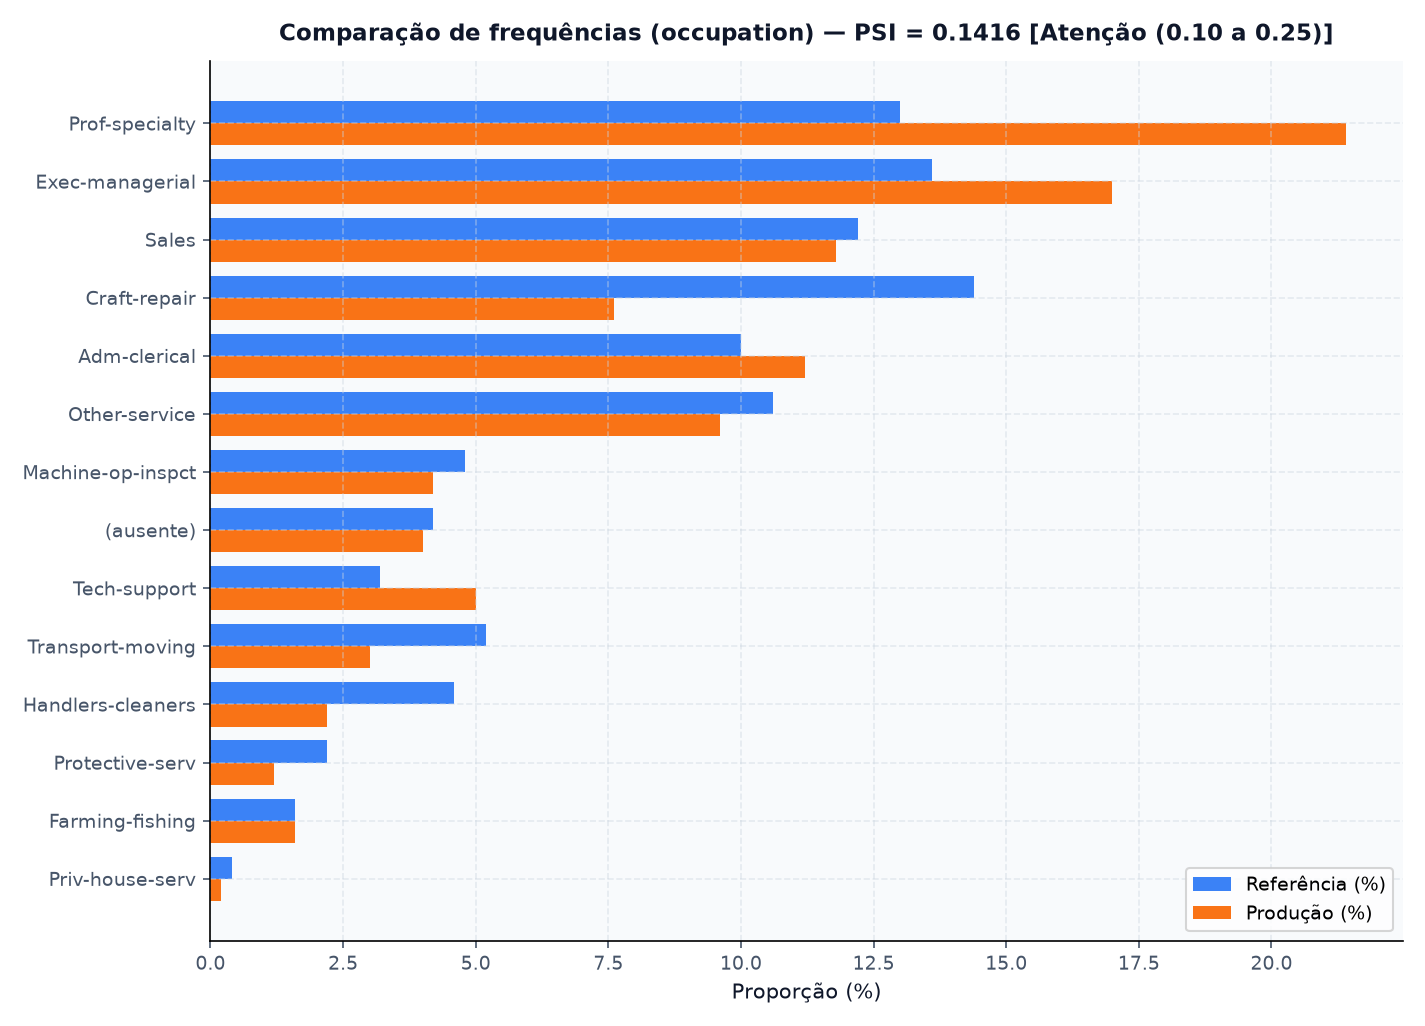 Comparação de frequências (occupation) — PSI = 0.1416 [Atenção (0.10 a 0.25)]
Prof-specialty
Exec-managerial
Sales
Craft-repair
Adm-clerical
Other-service
Machine-op-inspct
(ausente)
Tech-support
Transport-moving
Handlers-cleaners
Protective-serv
Farming-fishing
Priv-house-serv
Referência (%)
Produção (%)
0.0 2.5 5.0 7.5 10.0 12.5 15.0 17.5 20.0
Proporção (%)